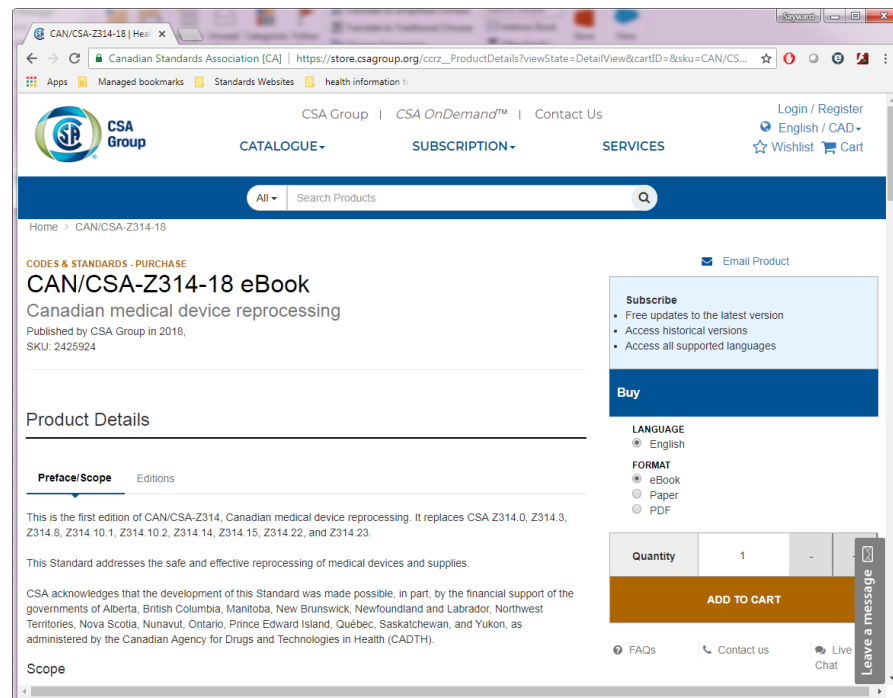 Sayward
CAN/CSA-Z314-18 | Heal
Canadian Standards Association [CA] | https://store.csagroup.org/ccrz__ProductDetails?viewState=DetailView&cartID=&sku=CAN/CS...
Apps Managed bookmarks Standards Websites health information t
CSA Group | CSA OnDemand™ | Contact Us
Login / Register
English / CAD
Wishlist Cart
CSA
Group
CATALOGUE SUBSCRIPTION SERVICES
All Search Products
Home > CAN/CSA-Z314-18
CODES & STANDARDS - PURCHASE
CAN/CSA-Z314-18 eBook
Canadian medical device reprocessing
Published by CSA Group in 2018,
SKU: 2425924
Product Details
Preface/Scope Editions
This is the first edition of CAN/CSA-Z314, Canadian medical device reprocessing. It replaces CSA Z314.0, Z314.3,
Z314.8, Z314.10.1, Z314.10.2, Z314.14, Z314.15, Z314.22, and Z314.23.
This Standard addresses the safe and effective reprocessing of medical devices and supplies.
CSA acknowledges that the development of this Standard was made possible, in part, by the financial support of the
governments of Alberta, British Columbia, Manitoba, New Brunswick, Newfoundland and Labrador, Northwest
Territories, Nova Scotia, Nunavut, Ontario, Prince Edward Island, Québec, Saskatchewan, and Yukon, as
administered by the Canadian Agency for Drugs and Technologies in Health (CADTH).
Scope
Email Product
Subscribe
• Free updates to the latest version
• Access historical versions
• Access all supported languages
Buy
LANGUAGE
English
FORMAT
eBook
Paper
PDF
Quantity 1 -
ADD TO CART
FAQs Contact us Live
Chat
Leave a message